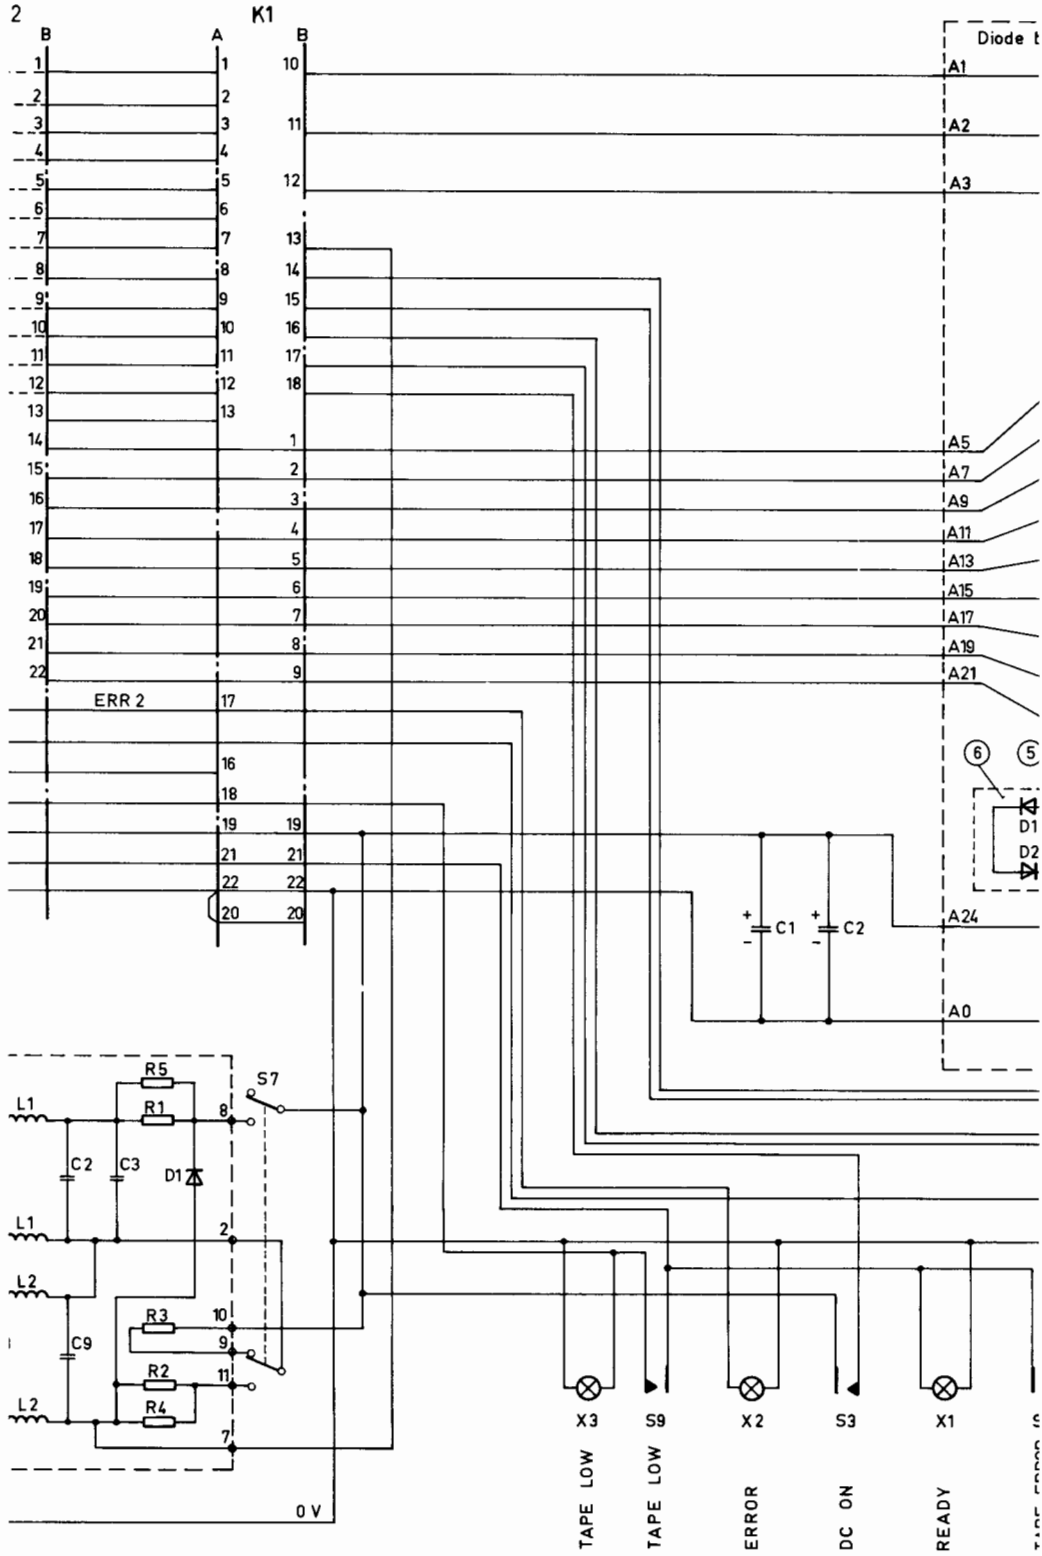 2
K1
B A B
Diode t
1 1 10 A1
2 2
3 3 11 A2
4 4
5 5 12 A3
6 6
7 7 13
8 8 14
9 9 15
10 10 16
11 11 17
12 12 18
13 13
14 1 A5
15 2 A7
16 3 A9
17 4 A11
18 5 A13
19 6 A15
20 7 A17
21 8 A19
22 9 A21
ERR 2 17
6 5
16
18
D1
19 19
D2
21 21
22 22
20 20
+ - C1 + - C2
A24
A0
R5
S7
L1 R1 8
C2 C3 D1
L1 2
L2
R3 10
C9 9
R2 11
L2 R4
7
X3 S9 X2 S3 X1
0 V
TAPE LOW
TAPE LOW
ERROR
DC ON
READY